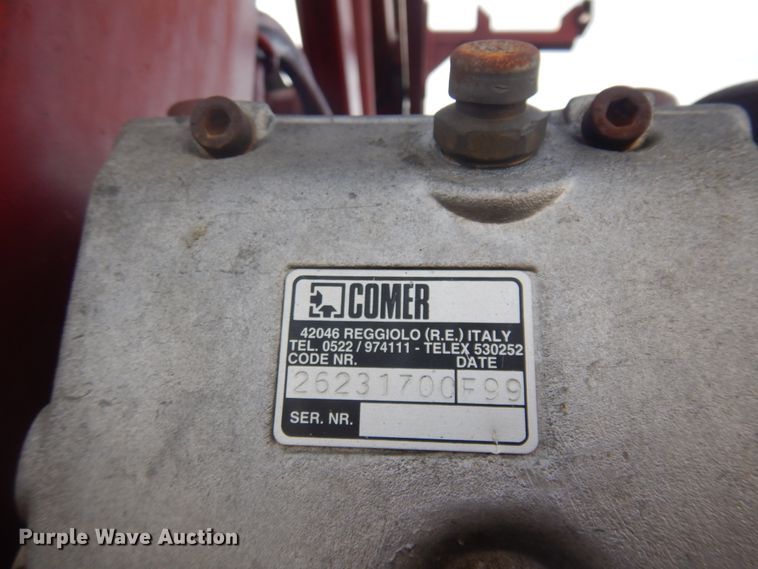 COMER
42046 REGGIOLO (R.E.) ITALY
TEL. 0522 / 974111 - TELEX 530252
CODE NR. DATE
26231700 F99
SER. NR.
Purple Wave Auction